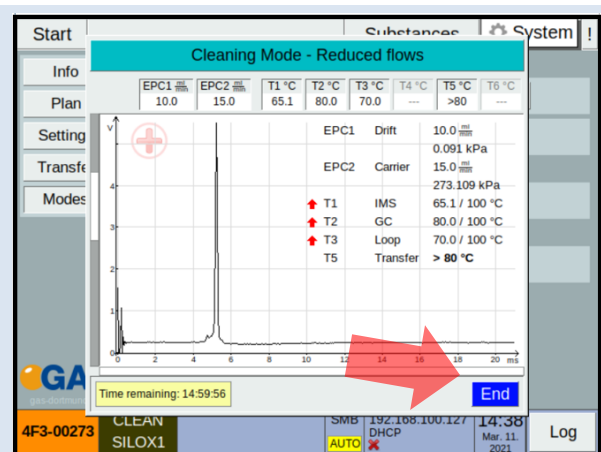 Start Substances System !
Cleaning Mode - Reduced flows
Info
Plan
Setting
Transfe
Modes
EPC1 ml/min EPC2 ml/min T1 °C T2 °C T3 °C T4 °C T5 °C T6 °C
10.0 15.0 65.1 80.0 70.0 --- >80 ---
V
EPC1 Drift 10.0 ml/min
0.091 kPa
EPC2 Carrier 15.0 ml/min
273.109 kPa
T1 IMS 65.1 / 100 °C
T2 GC 80.0 / 100 °C
T3 Loop 70.0 / 100 °C
T5 Transfer > 80 °C
4
3
2
1
0
0 2 4 6 8 10 12 14 16 18 20 ms
Time remaining: 14:59:56
End
GA
gas-dortmun
4F3-00273
CLEAN
SILOX1
SMB
AUTO
192.168.100.127
DHCP
14:38
Mar. 11.
2021
Log